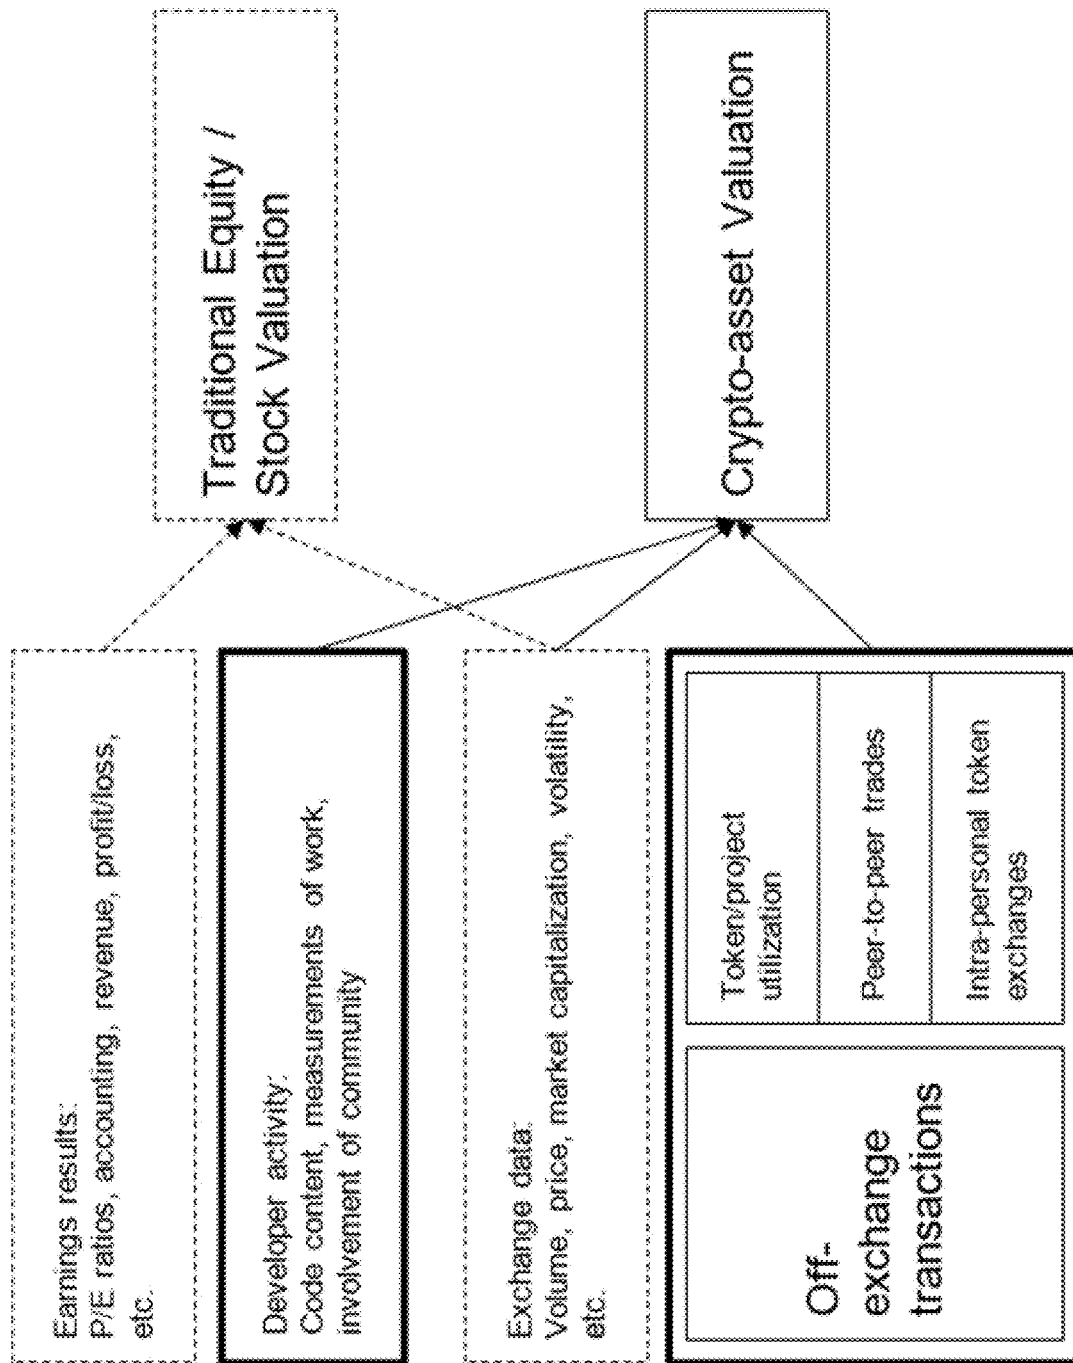 Earnings results:
P/E ratios, accounting, revenue, profit/loss,
etc.
Developer activity:
Code content, measurements of work,
involvement of community
Exchange data:
Volume, price, market capitalization, volatility,
etc.
Off-
exchange
transactions
Token/project
utilization
Peer-to-peer trades
Intra-personal token
exchanges
Traditional Equity /
Stock Valuation
Crypto-asset Valuation